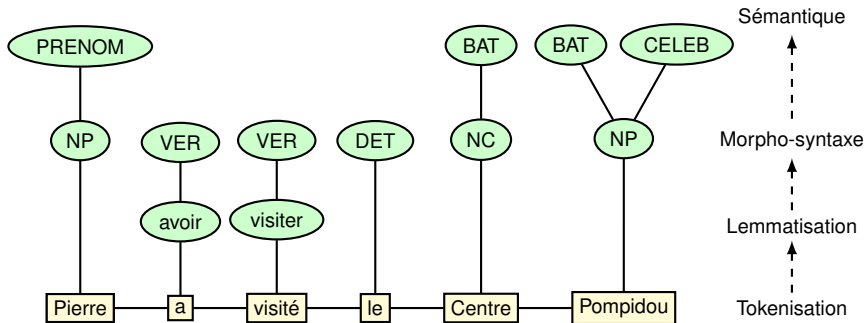 Sémantique
PRENOM BAT BAT CELEB
NP VER VER DET NC NP Morpho-syntaxe
avoir visiter Lemmatisation
Pierre a visité le Centre Pompidou Tokenisation